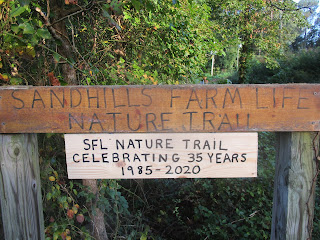 SANDHILLS FARM LIFE
NATURE TRAIL
SFL NATURE TRAIL
CELEBRATING 35 YEARS
1985-2020